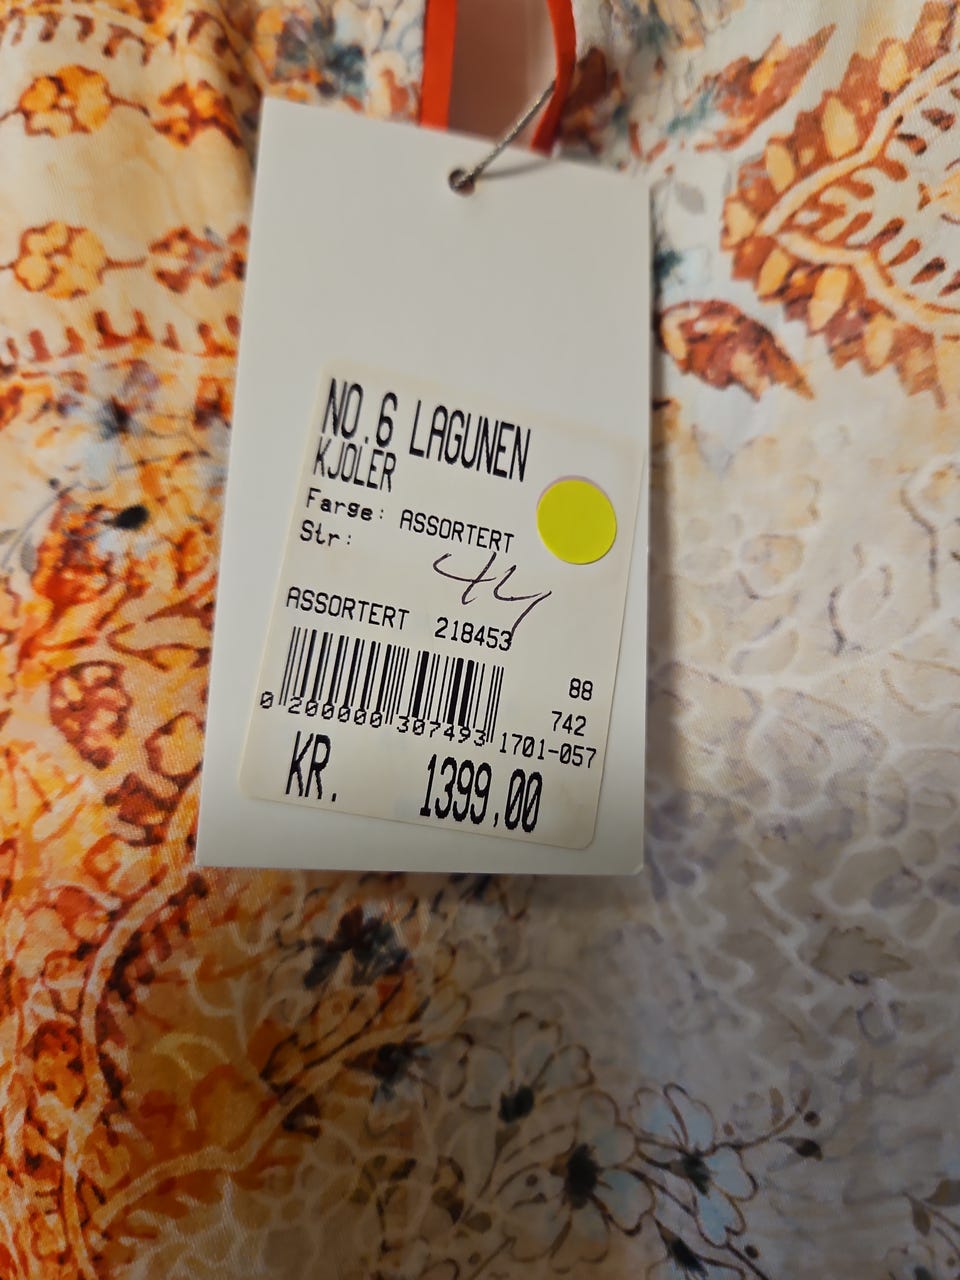 NO.6 LAGUNEN
KJOLER
Farge: ASSORTERT
Str: 44
ASSORTERT 218453
88
742
0 200000 307493 1701-057
KR. 1399,00